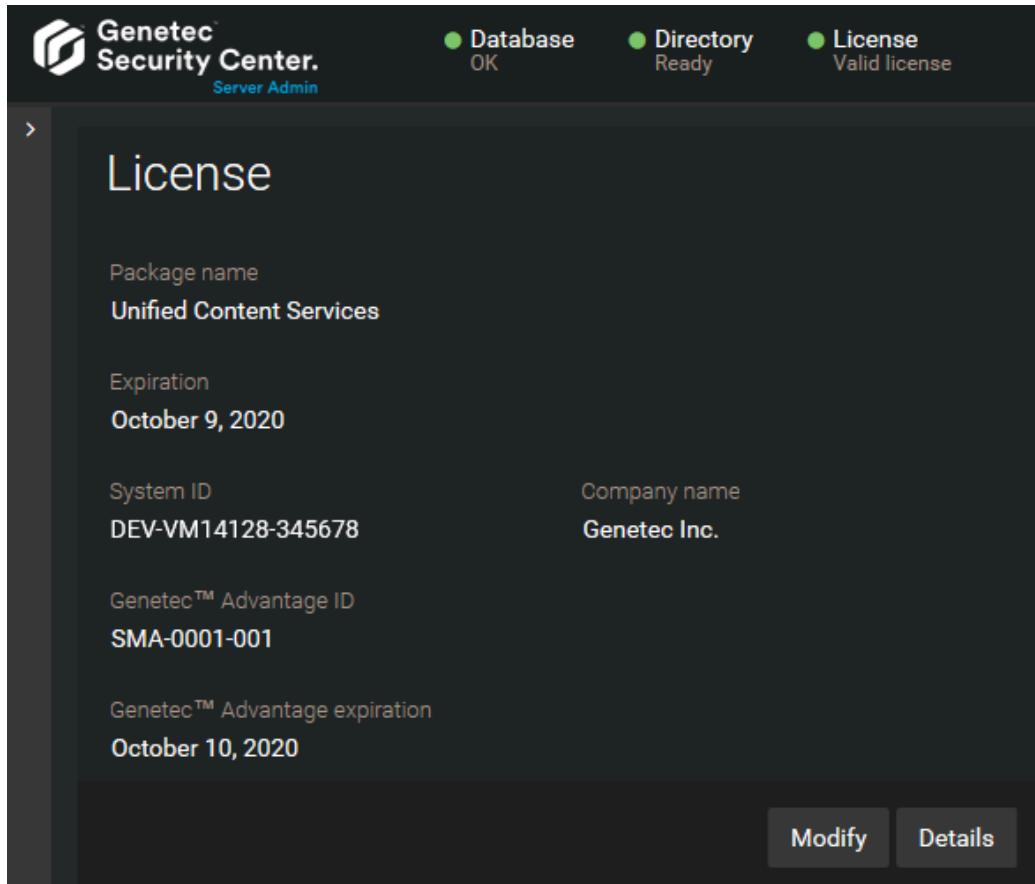 Genetec™
Security Center.
Server Admin
Database
OK
Directory
Ready
License
Valid license
>
License
Package name
Unified Content Services
Expiration
October 9, 2020
System ID
DEV-VM14128-345678
Company name
Genetec Inc.
Genetec™ Advantage ID
SMA-0001-001
Genetec™ Advantage expiration
October 10, 2020
Modify
Details